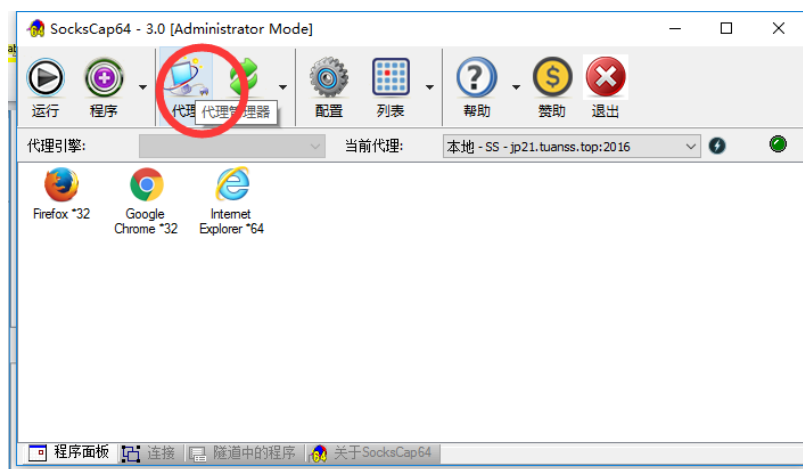 SocksCap64 - 3.0 [Administrator Mode]
运行 程序 代理 配置 列表 帮助 赞助 退出
代理管理器
代理引擎: 当前代理: 本地 - SS - jp21.tuanss.top:2016
Firefox *32 Google Chrome *32 Internet Explorer *64
程序面板 连接 隧道中的程序 关于SocksCap64